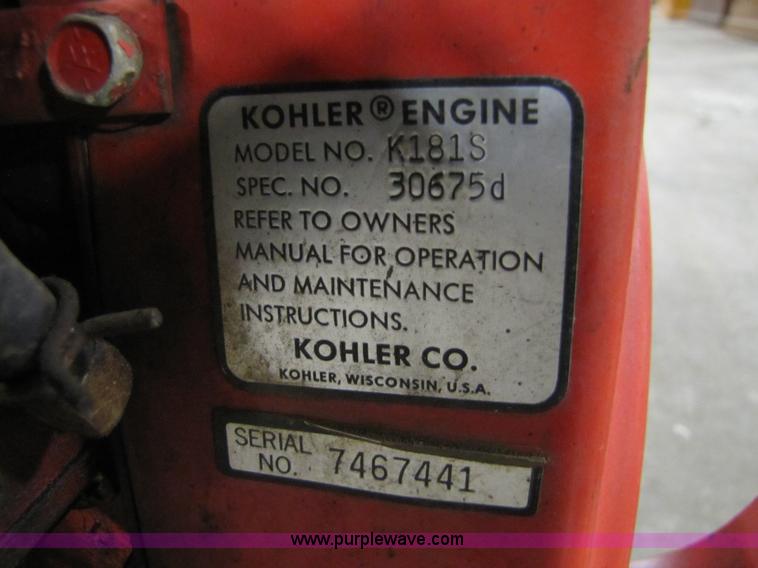 KOHLER® ENGINE
MODEL NO. K181S
SPEC. NO. 30675d
REFER TO OWNERS
MANUAL FOR OPERATION
AND MAINTENANCE
INSTRUCTIONS.
KOHLER CO.
KOHLER, WISCONSIN, U.S.A.
SERIAL
NO. 7467441
www.purplewave.com